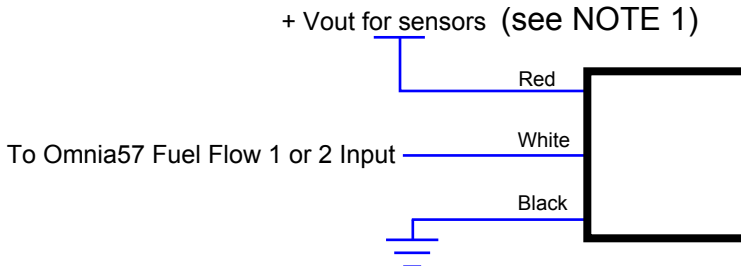 + Vout for sensors (see NOTE 1)
Red
To Omnia57 Fuel Flow 1 or 2 Input
White
Black